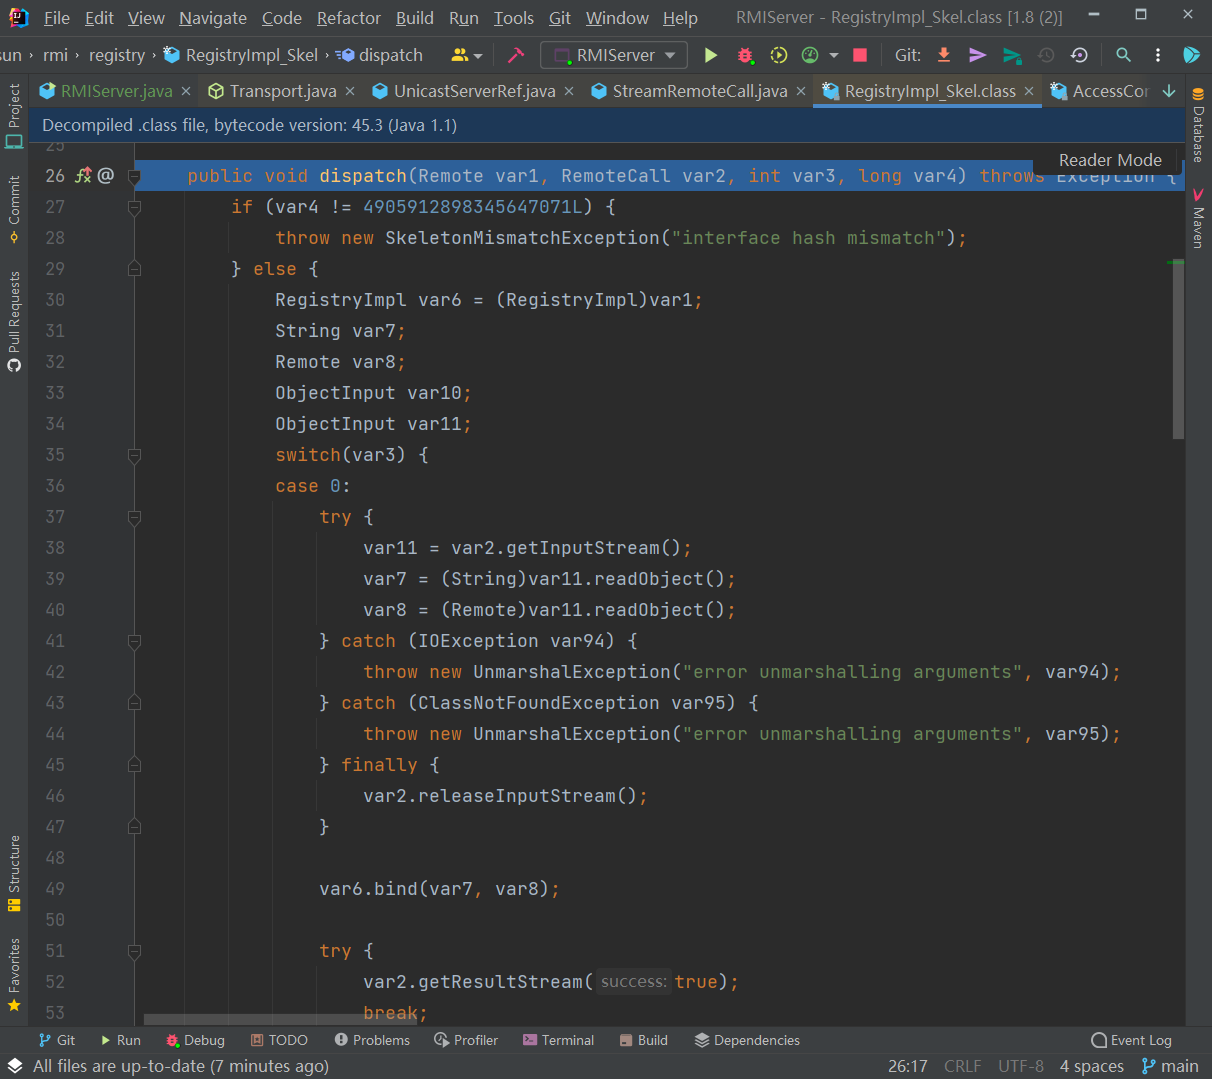 File Edit View Navigate Code Refactor Build Run Tools Git Window Help RMIServer - RegistryImpl_Skel.class [1.8 (2)]
sun › rmi › registry › RegistryImpl_Skel › dispatch RMIServer Git:
RMIServer.java Transport.java UnicastServerRef.java StreamRemoteCall.java RegistryImpl_Skel.class AccessCor
Decompiled .class file, bytecode version: 45.3 (Java 1.1)
Reader Mode
25
26 public void dispatch(Remote var1, RemoteCall var2, int var3, long var4) throws Exception {
27 if (var4 != 4905912898345647071L) {
28 throw new SkeletonMismatchException("interface hash mismatch");
29 } else {
30 RegistryImpl var6 = (RegistryImpl)var1;
31 String var7;
32 Remote var8;
33 ObjectInput var10;
34 ObjectInput var11;
35 switch(var3) {
36 case 0:
37 try {
38 var11 = var2.getInputStream();
39 var7 = (String)var11.readObject();
40 var8 = (Remote)var11.readObject();
41 } catch (IOException var94) {
42 throw new UnmarshalException("error unmarshalling arguments", var94);
43 } catch (ClassNotFoundException var95) {
44 throw new UnmarshalException("error unmarshalling arguments", var95);
45 } finally {
46 var2.releaseInputStream();
47 }
48
49 var6.bind(var7, var8);
50
51 try {
52 var2.getResultStream( success: true);
53 break;
Project
Commit
Pull Requests
Structure
Favorites
Database
Maven
Git Run Debug TODO Problems Profiler Terminal Build Dependencies Event Log
All files are up-to-date (7 minutes ago) 26:17 CRLF UTF-8 4 spaces main